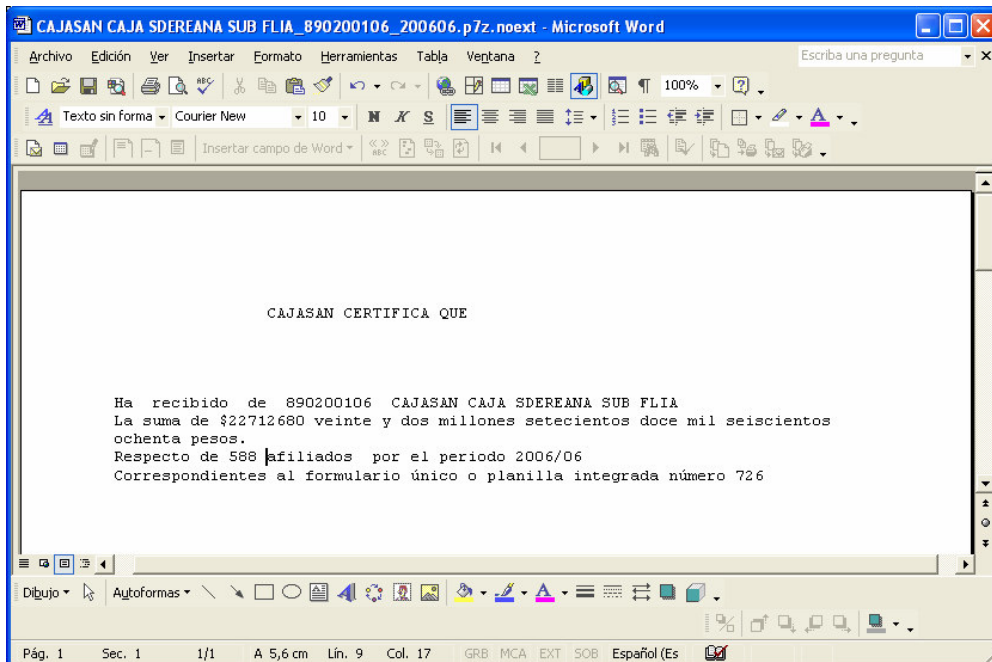 CAJASAN CAJA SDEREANA SUB FLIA_890200106_200606.p7z.noext - Microsoft Word
Archivo Edición Ver Insertar Formato Herramientas Tabla Ventana ? Escriba una pregunta
100%
Texto sin forma Courier New 10 N K S
Insertar campo de Word
CAJASAN CERTIFICA QUE
Ha recibido de 890200106 CAJASAN CAJA SDEREANA SUB FLIA
La suma de $22712680 veinte y dos millones setecientos doce mil seiscientos
ochenta pesos.
Respecto de 588 afiliados por el periodo 2006/06
Correspondientes al formulario único o planilla integrada número 726
Dibujo Autoformas
Pág. 1 Sec. 1 1/1 A 5,6 cm Lín. 9 Col. 17 GRB MCA EXT SOB Español (Es